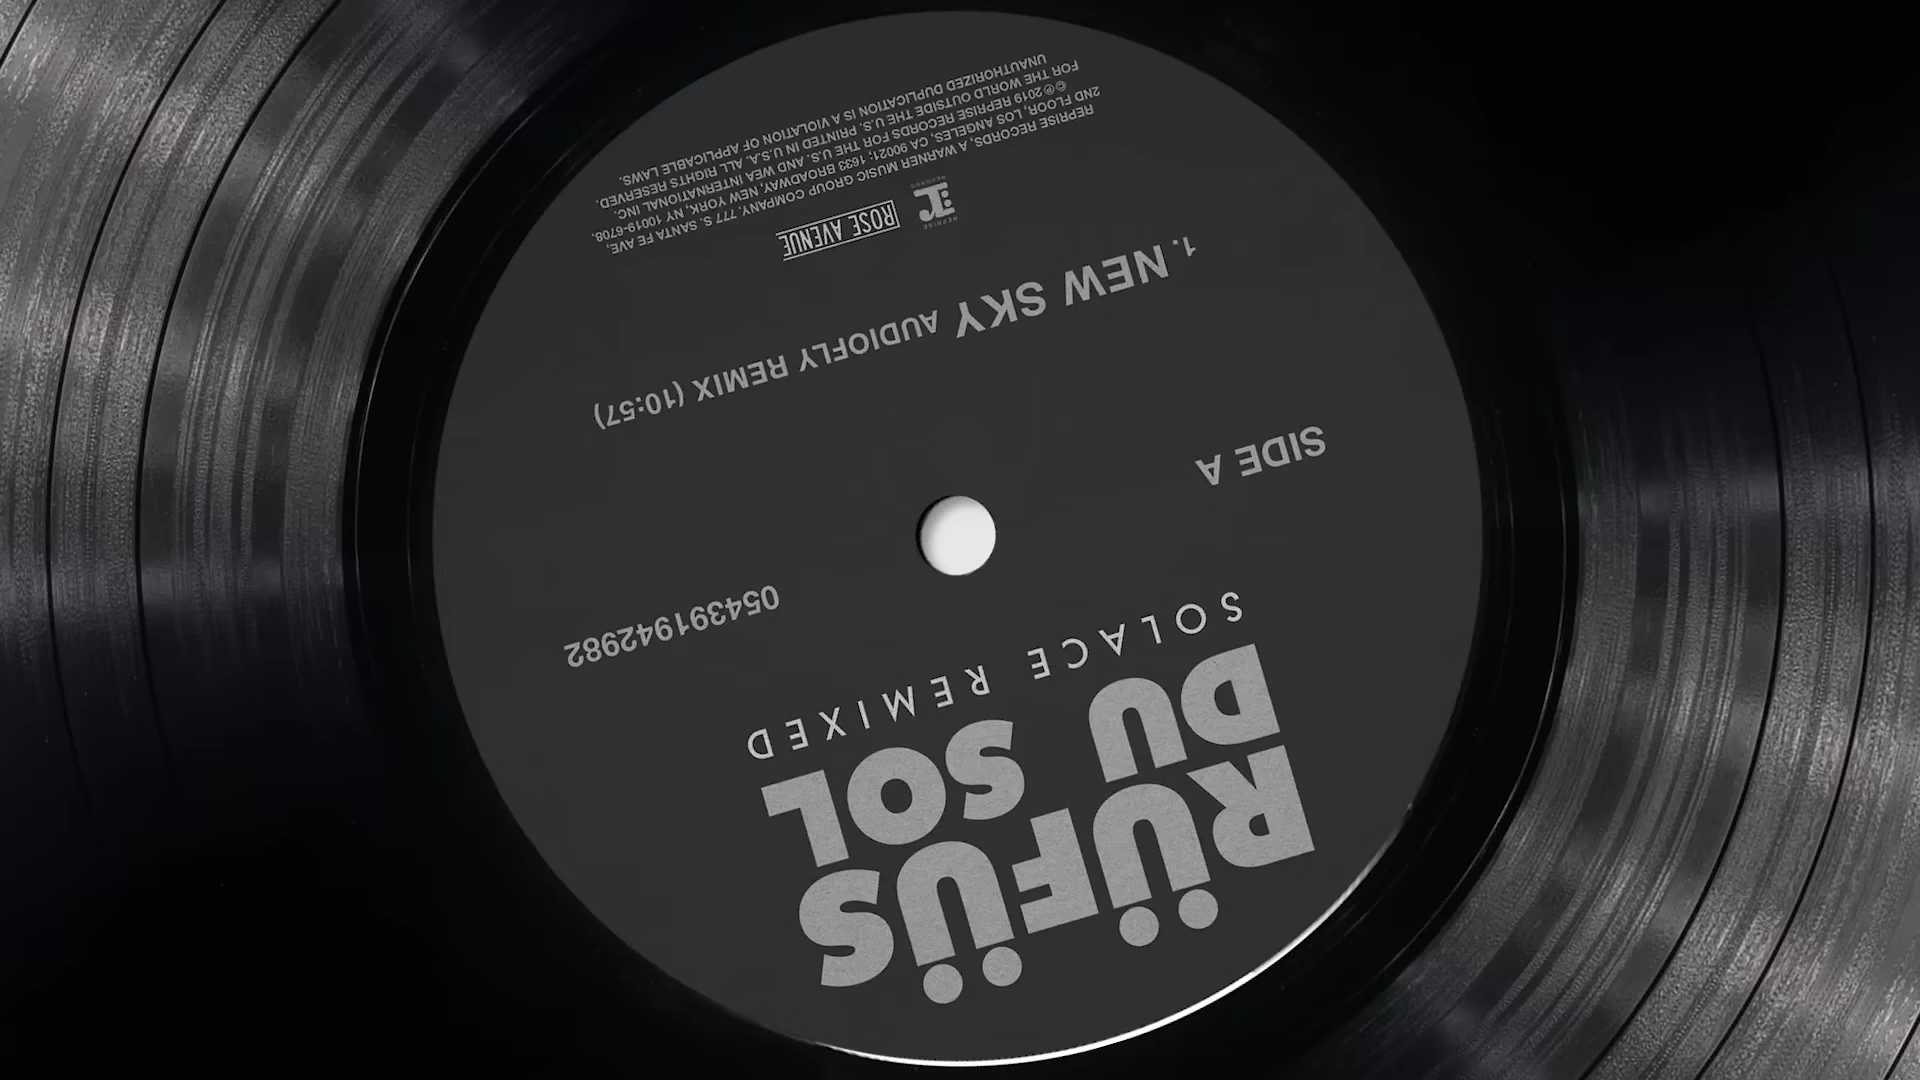 RÜFÜS
DU SOL
SOLACE REMIXED
054391942982
SIDE A
1. NEW SKY AUDIOFLY REMIX (10:57)
ROSE AVENUE
REPRISE
RECORDS
REPRISE RECORDS, A WARNER MUSIC GROUP COMPANY. 777 S. SANTA FE AVE,
2ND FLOOR, LOS ANGELES, CA 90021; 1633 BROADWAY, NEW YORK, NY 10019-6708.
©℗ 2019 REPRISE RECORDS FOR THE U.S. AND WEA INTERNATIONAL INC.
FOR THE WORLD OUTSIDE THE U.S. PRINTED IN U.S.A. ALL RIGHTS RESERVED.
UNAUTHORIZED DUPLICATION IS A VIOLATION OF APPLICABLE LAWS.